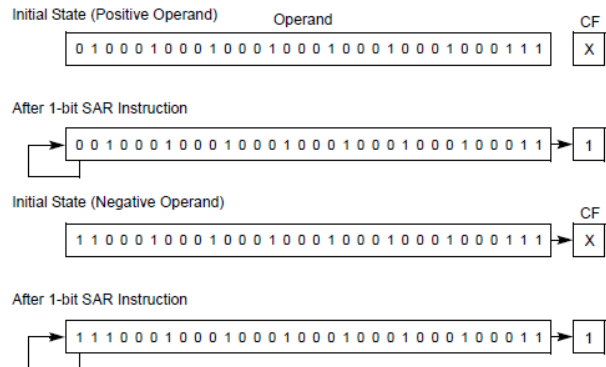 Initial State (Positive Operand) Operand CF
0 1 0 0 0 1 0 0 0 1 0 0 0 1 0 0 0 1 0 0 0 1 0 0 0 1 0 0 0 1 1 1 X
After 1-bit SAR Instruction
0 0 1 0 0 0 1 0 0 0 1 0 0 0 1 0 0 0 1 0 0 0 1 0 0 0 1 0 0 0 1 1 1
Initial State (Negative Operand) CF
1 1 0 0 0 1 0 0 0 1 0 0 0 1 0 0 0 1 0 0 0 1 0 0 0 1 0 0 0 1 1 1 X
After 1-bit SAR Instruction
1 1 1 0 0 0 1 0 0 0 1 0 0 0 1 0 0 0 1 0 0 0 1 0 0 0 1 0 0 0 1 1 1